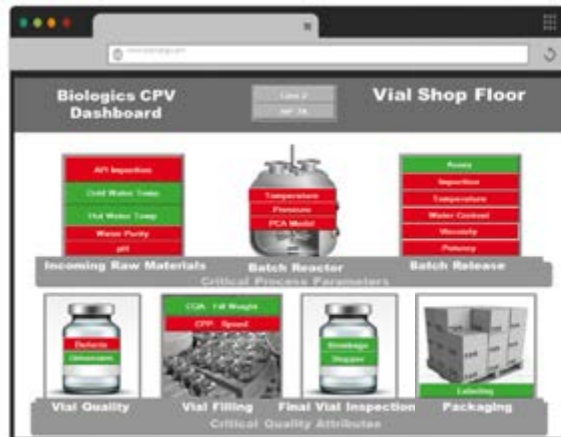 Biologics CPV
Dashboard
Vial Shop Floor
API Impurities
Cold Water Temp
Hot Water Temp
Water Purity
pH
Temperature
Pressure
PCA Model
Assay
Impurities
Temperature
Water Content
Viscosity
Potency
Incoming Raw Materials
Batch Reactor
Batch Release
Critical Process Parameters
Defects
Dimensions
CQA: Fill Weight
CPP: Speed
Stopper
Labeling
Vial Quality
Vial Filling
Final Vial Inspection
Packaging
Critical Quality Attributes